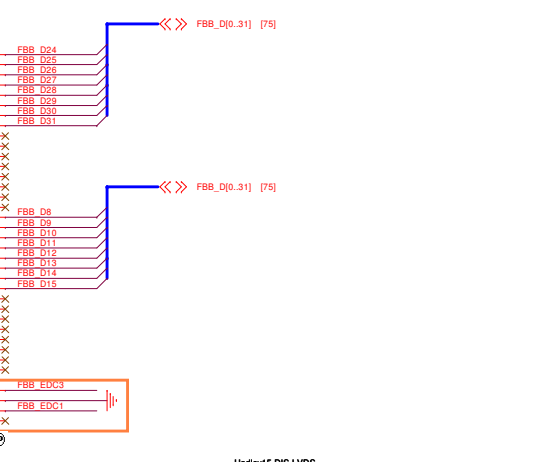 FBB_D[0..31] [75]
FBB_D24
FBB_D25
FBB_D26
FBB_D27
FBB_D28
FBB_D29
FBB_D30
FBB_D31
FBB_D[0..31] [75]
FBB_D8
FBB_D9
FBB_D10
FBB_D11
FBB_D12
FBB_D13
FBB_D14
FBB_D15
FBB_EDC3
FBB_EDC1